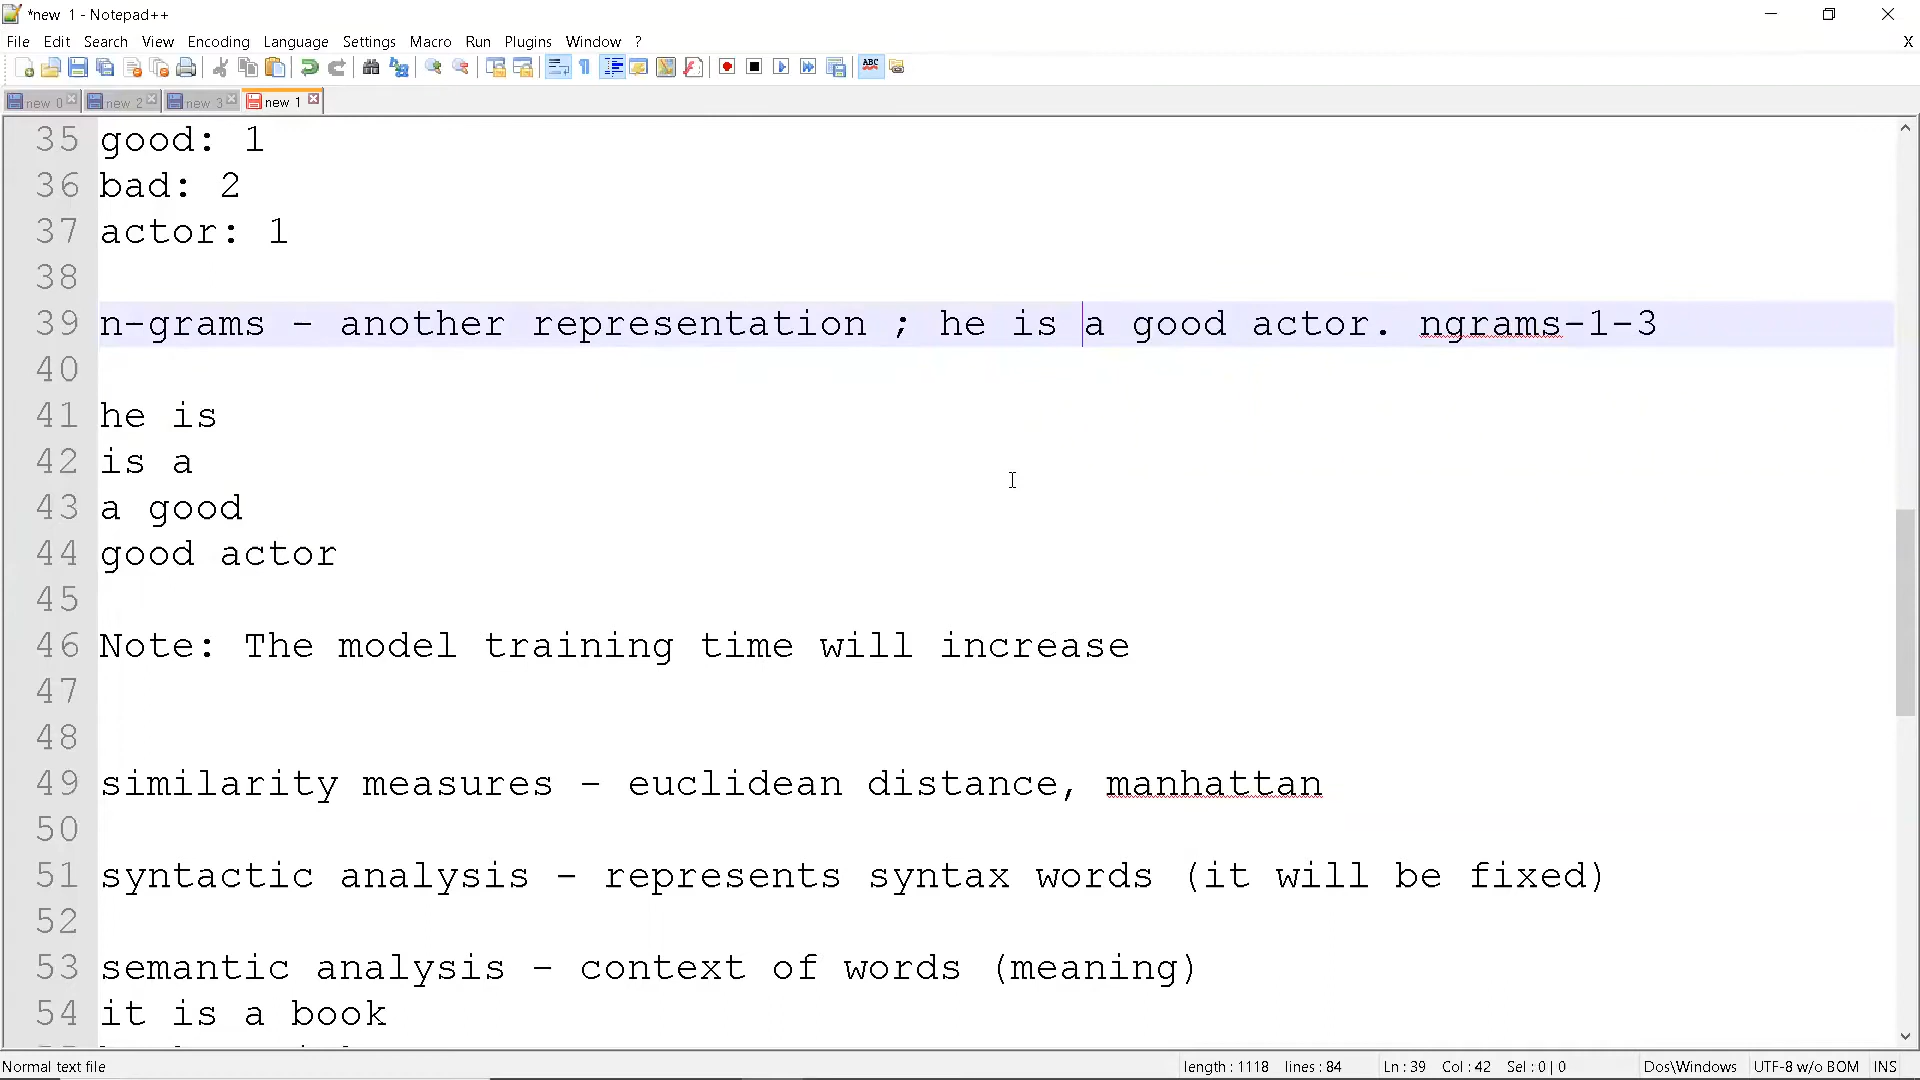 *new 1 - Notepad++
File Edit Search View Encoding Language Settings Macro Run Plugins Window ? X
ABC
new 0 new 2 new 3 new 1
35 good: 1
36 bad: 2
37 actor: 1
38
39 n-grams - another representation ; he is a good actor. ngrams-1-3
40
41 he is
42 is a
43 a good
44 good actor
45
46 Note: The model training time will increase
47
48
49 similarity measures - euclidean distance, manhattan
50
51 syntactic analysis - represents syntax words (it will be fixed)
52
53 semantic analysis - context of words (meaning)
54 it is a book
Normal text file length : 1118 lines : 84 Ln : 39 Col : 42 Sel : 0 | 0 Dos\Windows UTF-8 w/o BOM INS